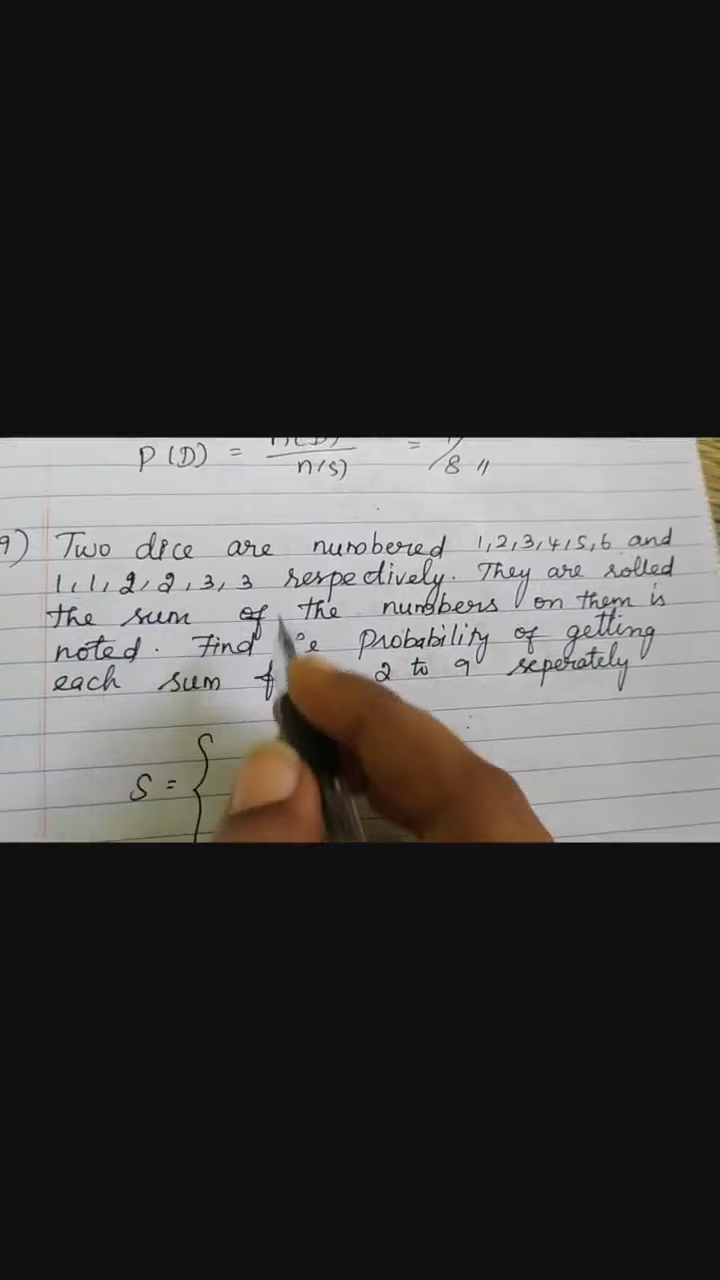 P(D) = n(D)/n(S) = 1/8 "
9) Two dice are numbered 1,2,3,4,5,6 and
1,1,2,2,3,3 respectively. They are rolled
the sum of the numbers on them is
noted. Find probability of getting
each sum 2 to 9 seperately
S = {